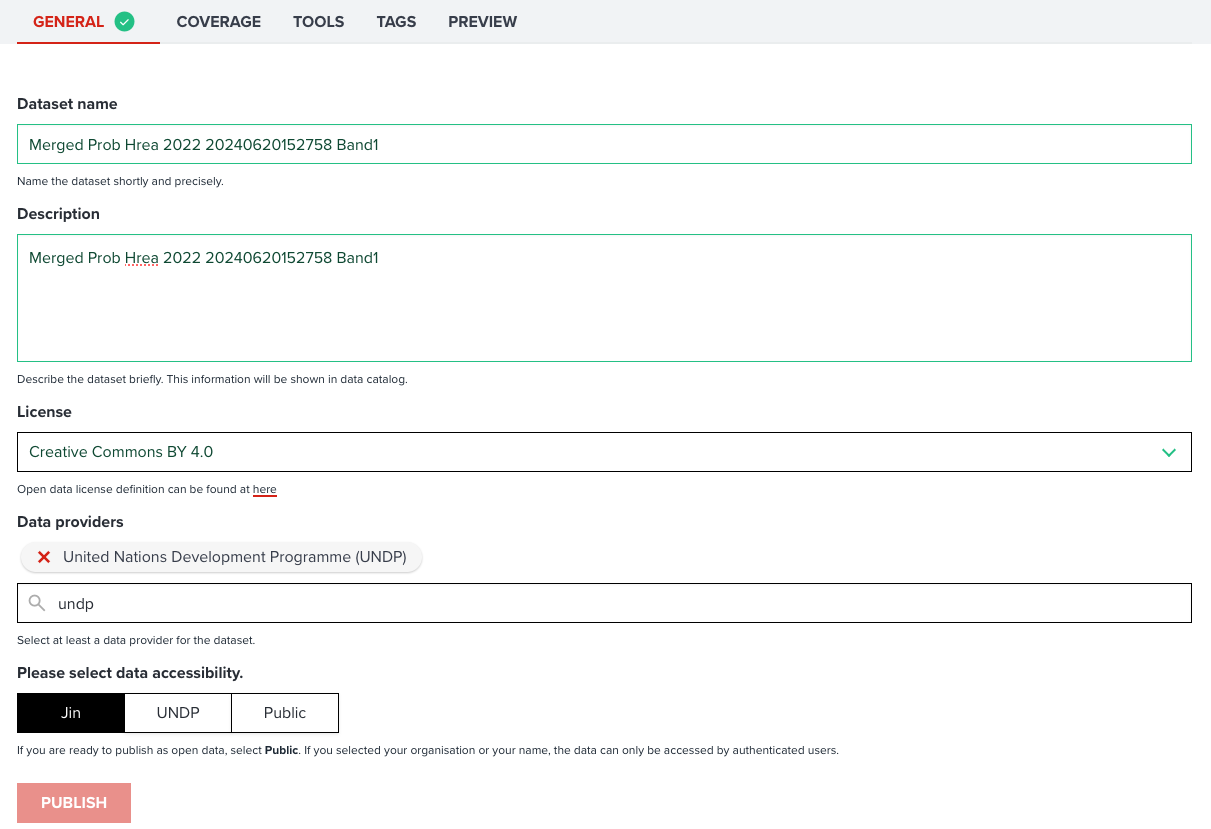 GENERAL COVERAGE TOOLS TAGS PREVIEW
Dataset name
Merged Prob Hrea 2022 20240620152758 Band1
Name the dataset shortly and precisely.
Description
Merged Prob Hrea 2022 20240620152758 Band1
Describe the dataset briefly. This information will be shown in data catalog.
License
Creative Commons BY 4.0
Open data license definition can be found at here
Data providers
United Nations Development Programme (UNDP)
undp
Select at least a data provider for the dataset.
Please select data accessibility.
Jin UNDP Public
If you are ready to publish as open data, select Public. If you selected your organisation or your name, the data can only be accessed by authenticated users.
PUBLISH